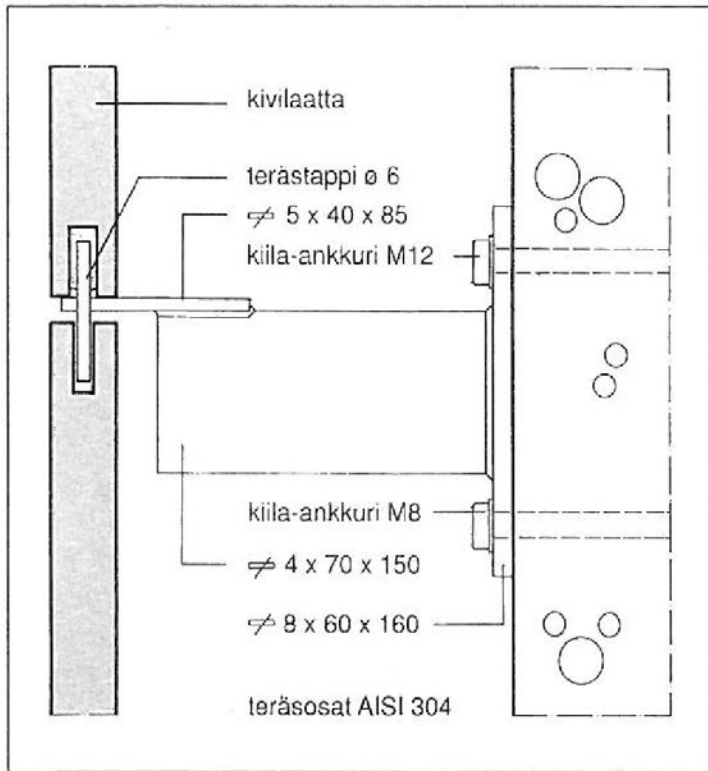 kivilaatta
terästappi ø 6
5 x 40 x 85
kiila-ankkuri M12
kiila-ankkuri M8
4 x 70 x 150
8 x 60 x 160
teräsosat AISI 304